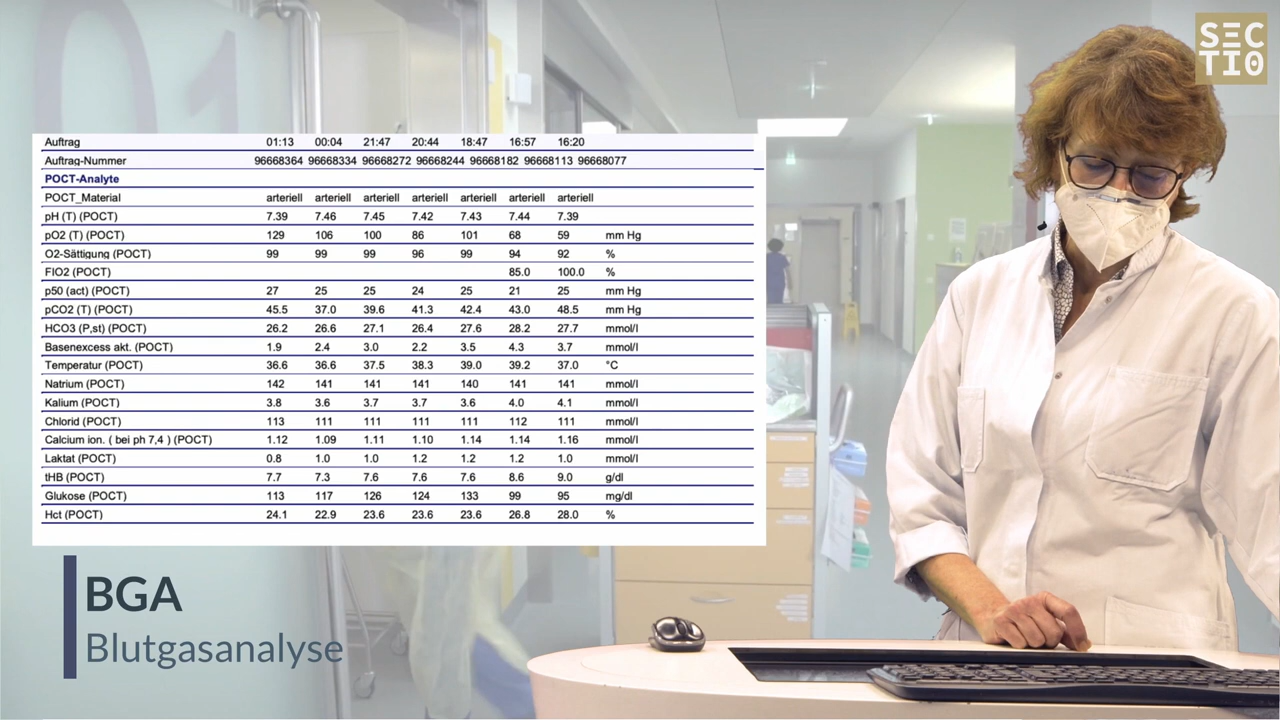 01
SEC
TI0
Auftrag 01:13 00:04 21:47 20:44 18:47 16:57 16:20
Auftrag-Nummer 96668364 96668334 96668272 96668244 96668182 96668113 96668077
POCT-Analyte
POCT_Material arteriell arteriell arteriell arteriell arteriell arteriell arteriell
pH (T) (POCT) 7.39 7.46 7.45 7.42 7.43 7.44 7.39
pO2 (T) (POCT) 129 106 100 86 101 68 59 mm Hg
O2-Sättigung (POCT) 99 99 99 96 99 94 92 %
FIO2 (POCT) 85.0 100.0 %
p50 (act) (POCT) 27 25 25 24 25 21 25 mm Hg
pCO2 (T) (POCT) 45.5 37.0 39.6 41.3 42.4 43.0 48.5 mm Hg
HCO3 (P,st) (POCT) 26.2 26.6 27.1 26.4 27.6 28.2 27.7 mmol/l
Basenexcess akt. (POCT) 1.9 2.4 3.0 2.2 3.5 4.3 3.7 mmol/l
Temperatur (POCT) 36.6 36.6 37.5 38.3 39.0 39.2 37.0 °C
Natrium (POCT) 142 141 141 141 140 141 141 mmol/l
Kalium (POCT) 3.8 3.6 3.7 3.7 3.6 4.0 4.1 mmol/l
Chlorid (POCT) 113 111 111 111 111 112 111 mmol/l
Calcium ion. ( bei ph 7,4 ) (POCT) 1.12 1.09 1.11 1.10 1.14 1.14 1.16 mmol/l
Laktat (POCT) 0.8 1.0 1.0 1.2 1.2 1.2 1.0 mmol/l
tHB (POCT) 7.7 7.3 7.6 7.6 7.6 8.6 9.0 g/dl
Glukose (POCT) 113 117 126 124 133 99 95 mg/dl
Hct (POCT) 24.1 22.9 23.6 23.6 23.6 26.8 28.0 %
BGA
Blutgasanalyse